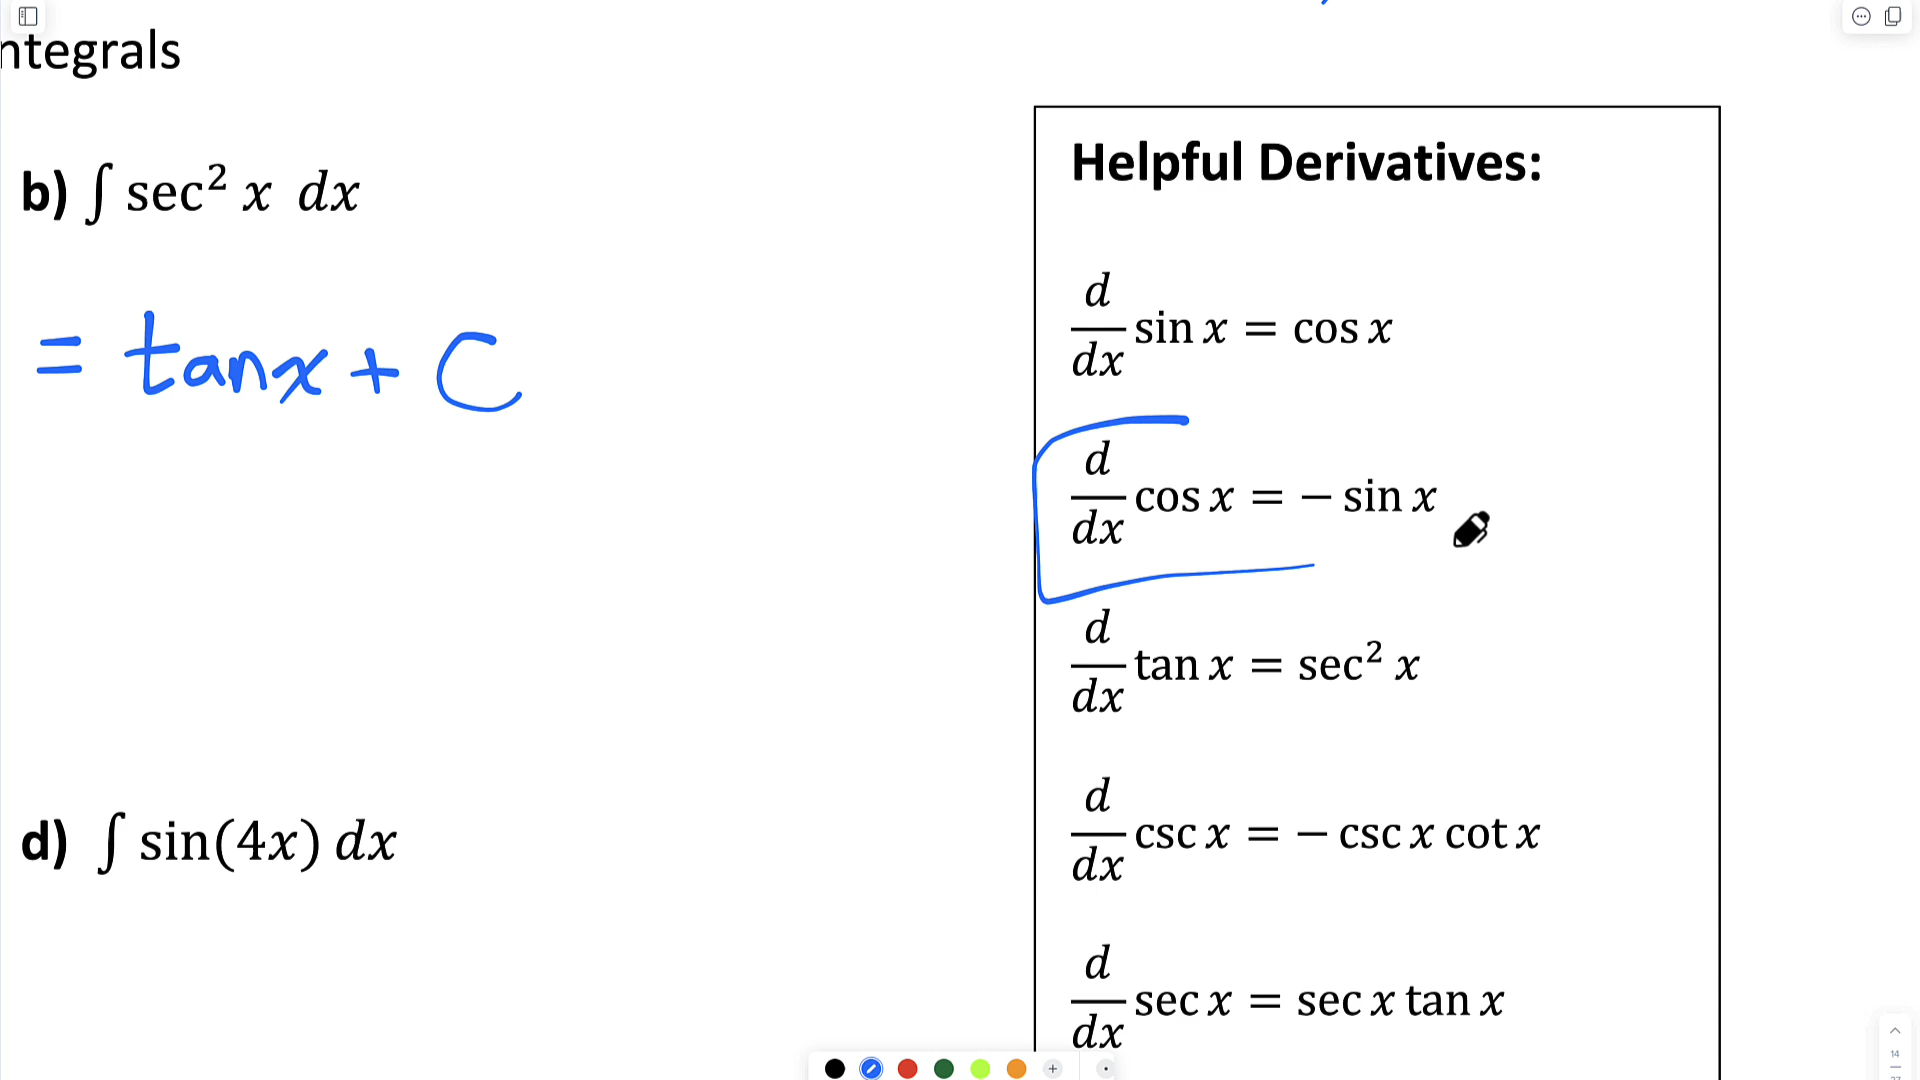 ntegrals
b) ∫ sec² x dx
= tanx + C
d) ∫ sin(4x) dx
Helpful Derivatives:
d/dx sin x = cos x
d/dx cos x = − sin x
d/dx tan x = sec² x
d/dx csc x = − csc x cot x
d/dx sec x = sec x tan x
14